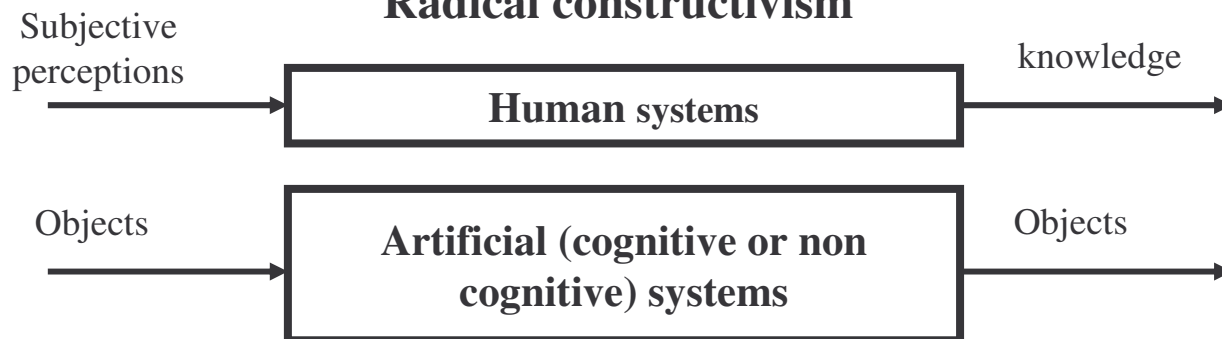 Radical constructivism
Subjective
perceptions
Human systems
knowledge
Objects
Artificial (cognitive or non
cognitive) systems
Objects